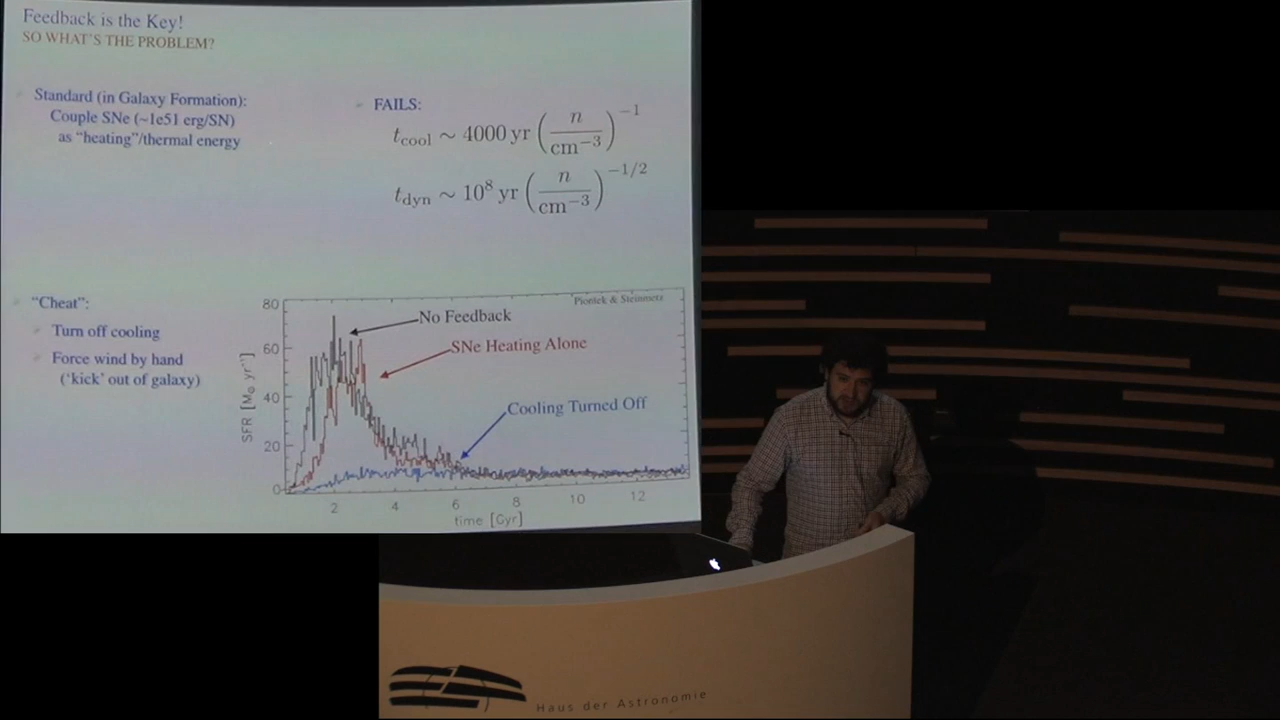 Feedback is the Key!
SO WHAT'S THE PROBLEM?
Standard (in Galaxy Formation):
Couple SNe (~1e51 erg/SN)
as "heating"/thermal energy
FAILS:
t_cool ~ 4000 yr (n / cm^-3)^-1
t_dyn ~ 10^8 yr (n / cm^-3)^-1/2
"Cheat":
Turn off cooling
Force wind by hand
('kick' out of galaxy)
Piontek & Steinmetz
No Feedback
SNe Heating Alone
Cooling Turned Off
SFR [M⊙ yr^-1]
80
60
40
20
0
2 4 6 8 10 12
time [Gyr]
Haus der Astronomie